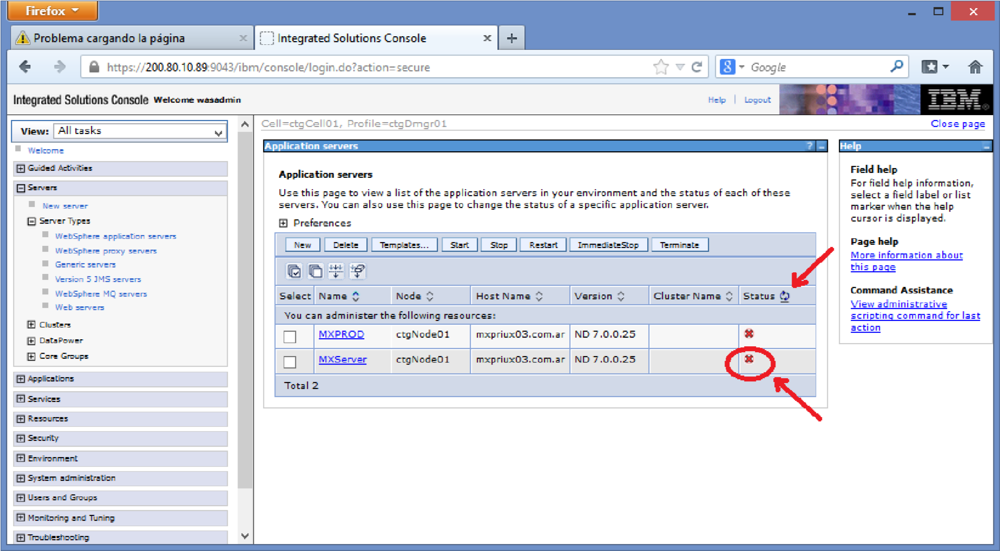 Firefox
Problema cargando la página
Integrated Solutions Console
https://200.80.10.89:9043/ibm/console/login.do?action=secure
8
Google
Integrated Solutions Console Welcome wasadmin
Help
Logout
IBM®
View: All tasks
Welcome
Guided Activities
Servers
New server
Server Types
WebSphere application servers
WebSphere proxy servers
Generic servers
Version 5 JMS servers
WebSphere MQ servers
Web servers
Clusters
DataPower
Core Groups
Applications
Services
Resources
Security
Environment
System administration
Users and Groups
Monitoring and Tuning
Troubleshooting
Cell=ctgCell01, Profile=ctgDmgr01
Close page
Application servers
?
Application servers
Use this page to view a list of the application servers in your environment and the status of each of these
servers. You can also use this page to change the status of a specific application server.
Preferences
New Delete Templates... Start Stop Restart ImmediateStop Terminate
Select Name Node Host Name Version Cluster Name Status
You can administer the following resources:
MXPROD ctgNode01 mxpriux03.com.ar ND 7.0.0.25
MXServer ctgNode01 mxpriux03.com.ar ND 7.0.0.25
Total 2
Help
Field help
For field help information,
select a field label or list
marker when the help
cursor is displayed.
Page help
More information about
this page
Command Assistance
View administrative
scripting command for last
action